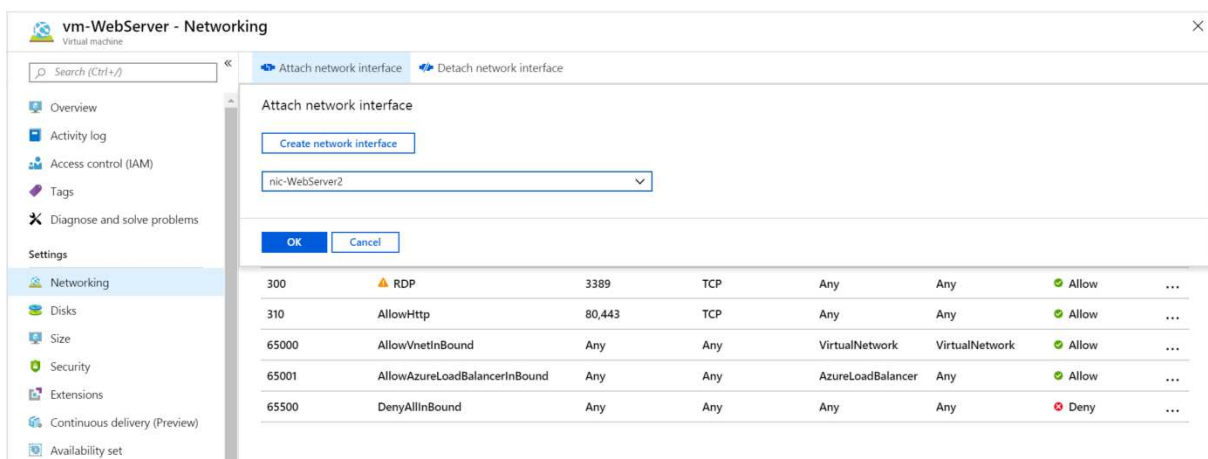 vm-WebServer - Networking
Virtual machine
Search (Ctrl+/)
«
Overview
Activity log
Access control (IAM)
Tags
Diagnose and solve problems
Settings
Networking
Disks
Size
Security
Extensions
Continuous delivery (Preview)
Availability set
Attach network interface Detach network interface
Attach network interface
Create network interface
nic-WebServer2
OK Cancel
300 RDP 3389 TCP Any Any Allow ...
310 AllowHttp 80,443 TCP Any Any Allow ...
65000 AllowVnetInBound Any Any VirtualNetwork VirtualNetwork Allow ...
65001 AllowAzureLoadBalancerInBound Any Any AzureLoadBalancer Any Allow ...
65500 DenyAllInBound Any Any Any Any Deny ...